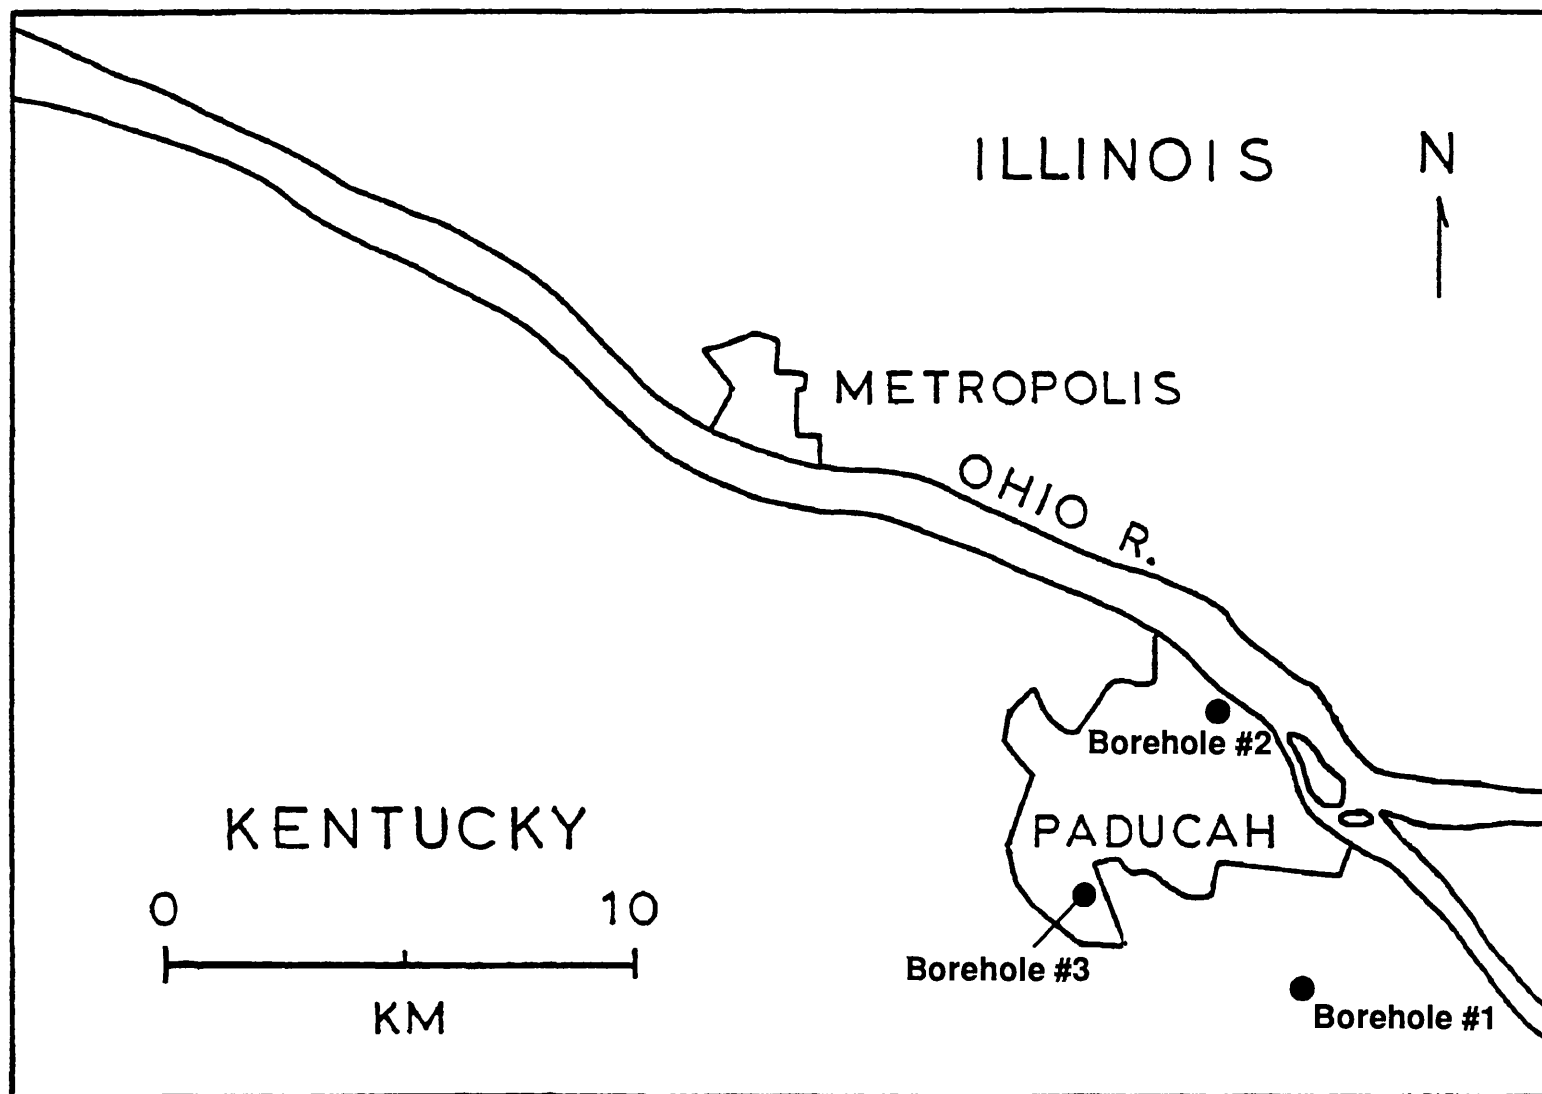 ILLINOIS
N
METROPOLIS
OHIO R.
Borehole #2
KENTUCKY
PADUCAH
0 10
KM
Borehole #3
Borehole #1